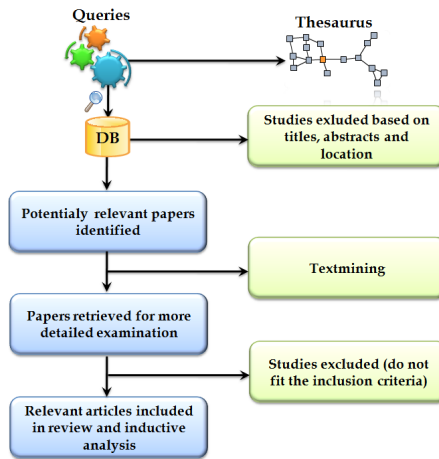 Queries
Thesaurus
DB
Studies exluded based on
titles, abstracts and
location
Potentialy relevant papers
identified
Textmining
Papers retrieved for more
detailed examination
Studies excluded (do not
fit the inclusion criteria)
Relevant articles included
in review and inductive
analysis